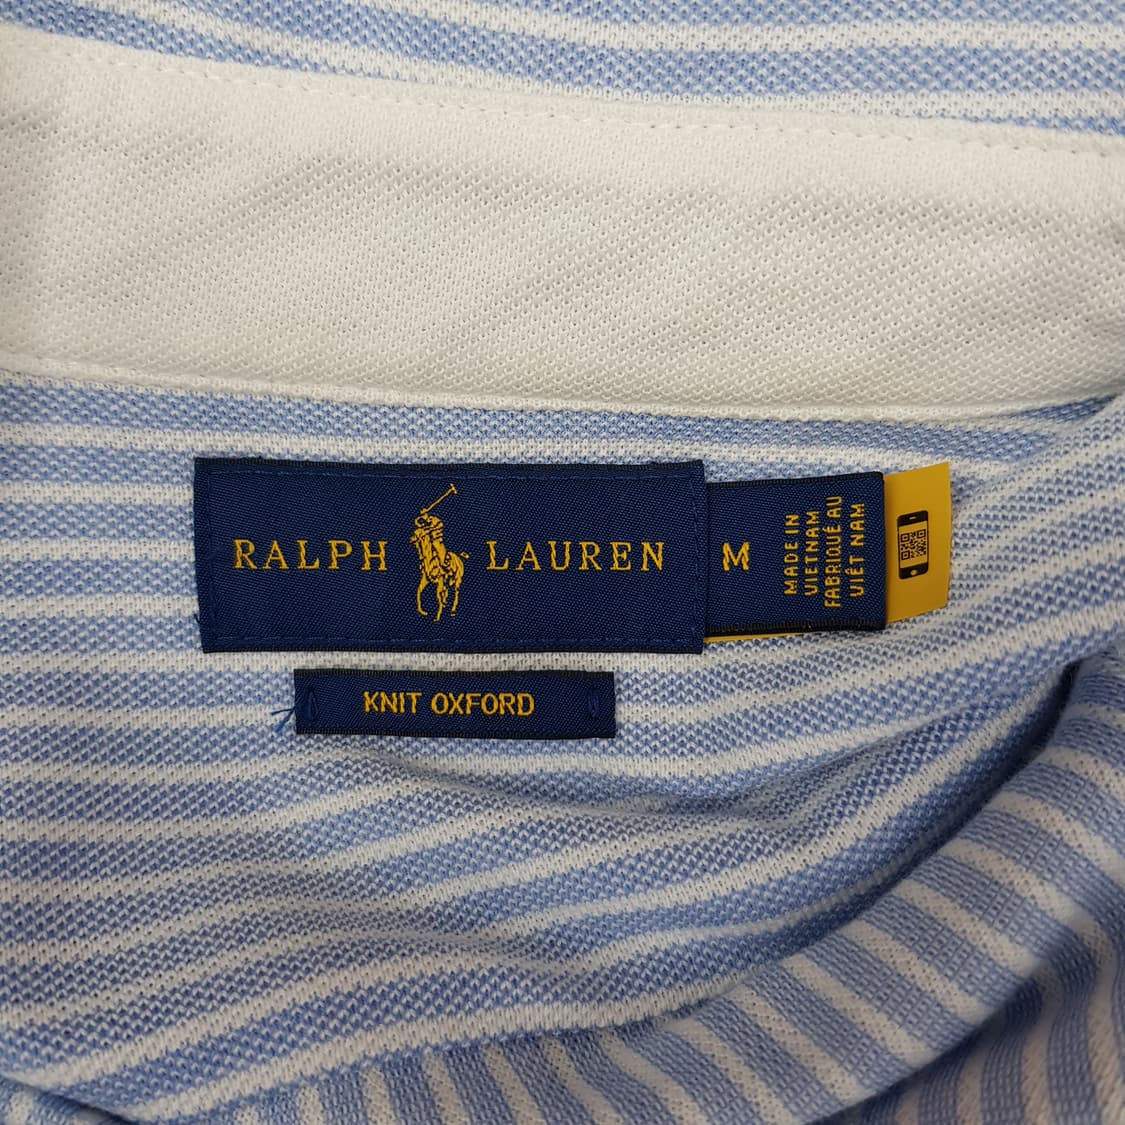 RALPH LAUREN
M
MADE IN
VIETNAM
FABRIQUÉ AU
VIÊT NAM
KNIT OXFORD